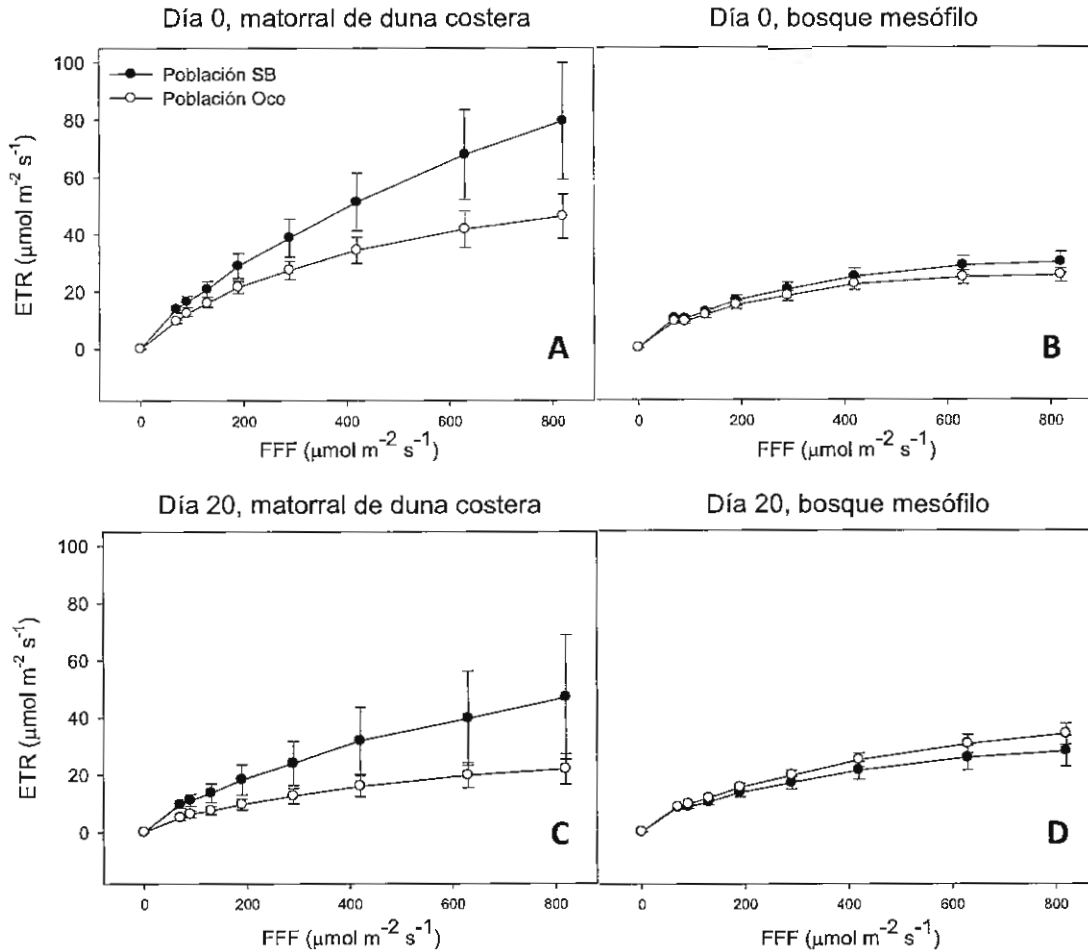 Día 0, matorral de duna costera
Día 0, bosque mesófilo
100
80
60
40
20
0
ETR (µmol m⁻² s⁻¹)
Población SB
Población Oco
A
B
0 200 400 600 800
0 200 400 600 800
FFF (µmol m⁻² s⁻¹)
FFF (µmol m⁻² s⁻¹)
Día 20, matorral de duna costera
Día 20, bosque mesófilo
100
80
60
40
20
0
ETR (µmol m⁻² s⁻¹)
C
D
0 200 400 600 800
0 200 400 600 800
FFF (µmol m⁻² s⁻¹)
FFF (µmol m⁻² s⁻¹)